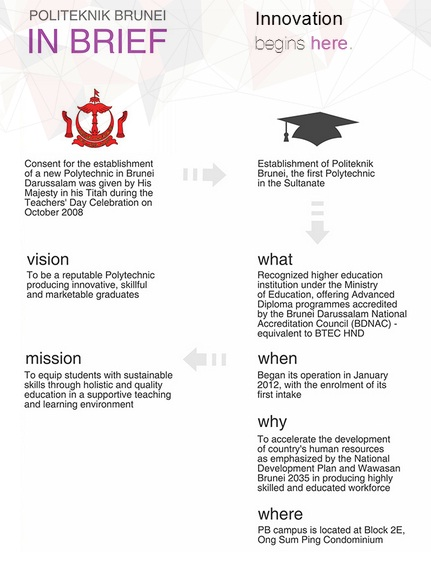 POLITEKNIK BRUNEI
IN BRIEF
Innovation
begins here.
Consent for the establishment
of a new Polytechnic in Brunei
Darussalam was given by His
Majesty in his Titah during the
Teachers' Day Celebration on
October 2008
Establishment of Politeknik
Brunei, the first Polytechnic
in the Sultanate
vision
To be a reputable Polytechnic
producing innovative, skillful
and marketable graduates
what
Recognized higher education
institution under the Ministry
of Education, offering Advanced
Diploma programmes accredited
by the Brunei Darussalam National
Accreditation Council (BDNAC) -
equivalent to BTEC HND
mission
To equip students with sustainable
skills through holistic and quality
education in a supportive teaching
and learning environment
when
Began its operation in January
2012, with the enrolment of its
first intake
why
To accelerate the development
of country's human resources
as emphasized by the National
Development Plan and Wawasan
Brunei 2035 in producing highly
skilled and educated workforce
where
PB campus is located at Block 2E,
Ong Sum Ping Condominium